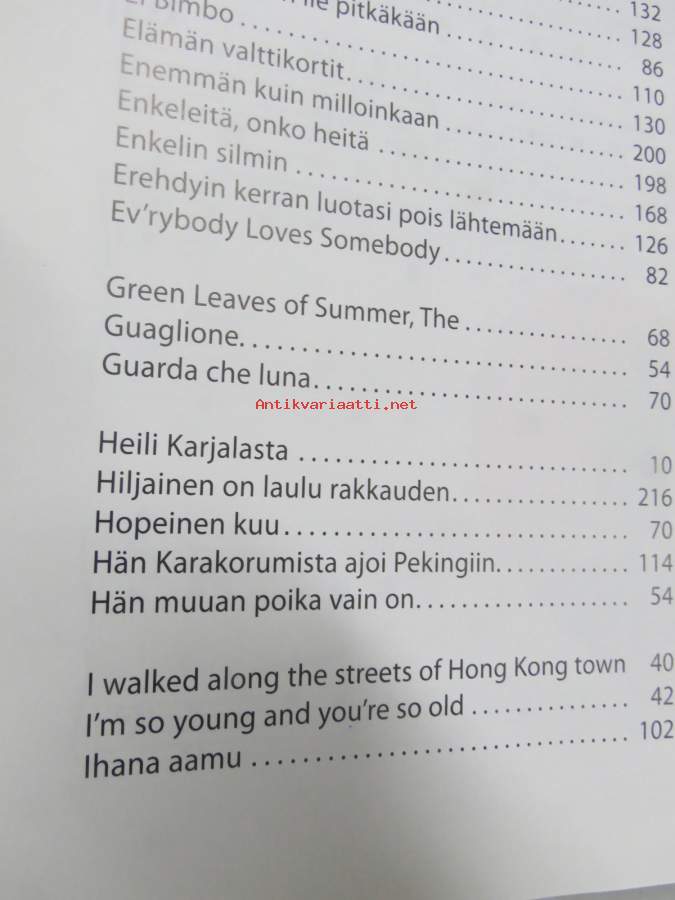 132
128
pitkäkään ........ 86
El Bimbo ........ 110
Elämän valttikortit ........ 130
Enemmän kuin milloinkaan ........ 200
Enkeleitä, onko heitä ........ 198
Enkelin silmin ........ 168
Erehdyin kerran luotasi pois lähtemään ........ 126
Ev'rybody Loves Somebody ........ 82
Green Leaves of Summer, The ........ 68
Guaglione ........ 54
Guarda che luna ........ 70
Antikvariaatti.net
Heili Karjalasta ........ 10
Hiljainen on laulu rakkauden ........ 216
Hopeinen kuu ........ 70
Hän Karakorumista ajoi Pekingiin ........ 114
Hän muuan poika vain on ........ 54
I walked along the streets of Hong Kong town 40
I'm so young and you're so old ........ 42
Ihana aamu ........ 102